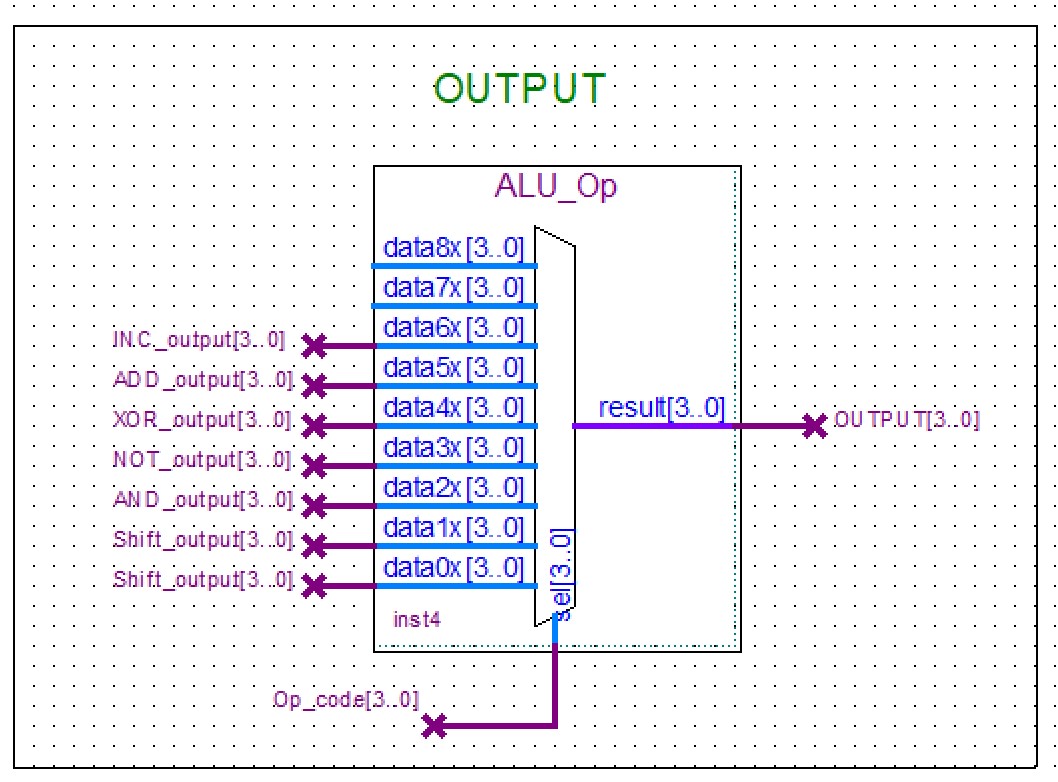 OUTPUT
ALU_Op
data8x[3..0]
data7x[3..0]
INC_output[3..0]
data6x[3..0]
ADD_output[3..0]
data5x[3..0]
XOR_output[3..0]
data4x[3..0]
result[3..0]
OUTPUT[3..0]
NOT_output[3..0]
data3x[3..0]
AND_output[3..0]
data2x[3..0]
Shift_output[3..0]
data1x[3..0]
Shift_output[3..0]
data0x[3..0]
sel[3..0]
inst4
Op_code[3..0]